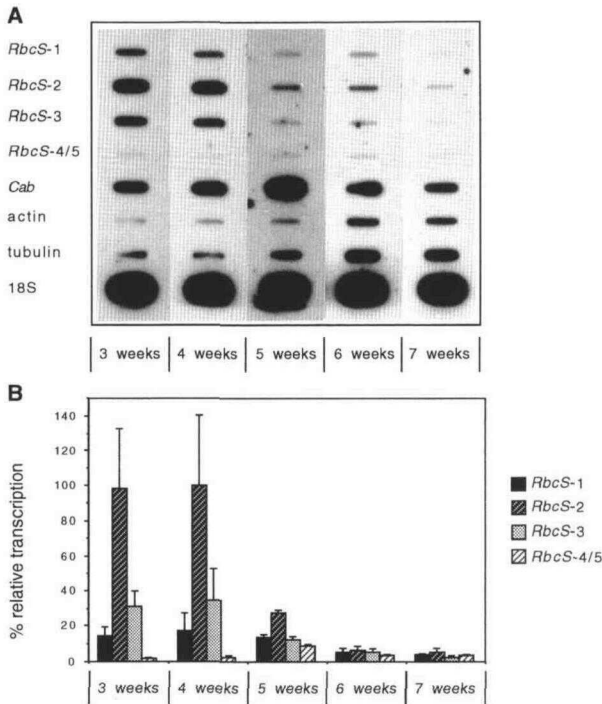 A
RbcS-1
RbcS-2
RbcS-3
RbcS-4/5
Cab
actin
tubulin
18S
3 weeks 4 weeks 5 weeks 6 weeks 7 weeks
B
% relative transcription
140
120
100
80
60
40
20
0
RbcS-1
RbcS-2
RbcS-3
RbcS-4/5
3 weeks 4 weeks 5 weeks 6 weeks 7 weeks